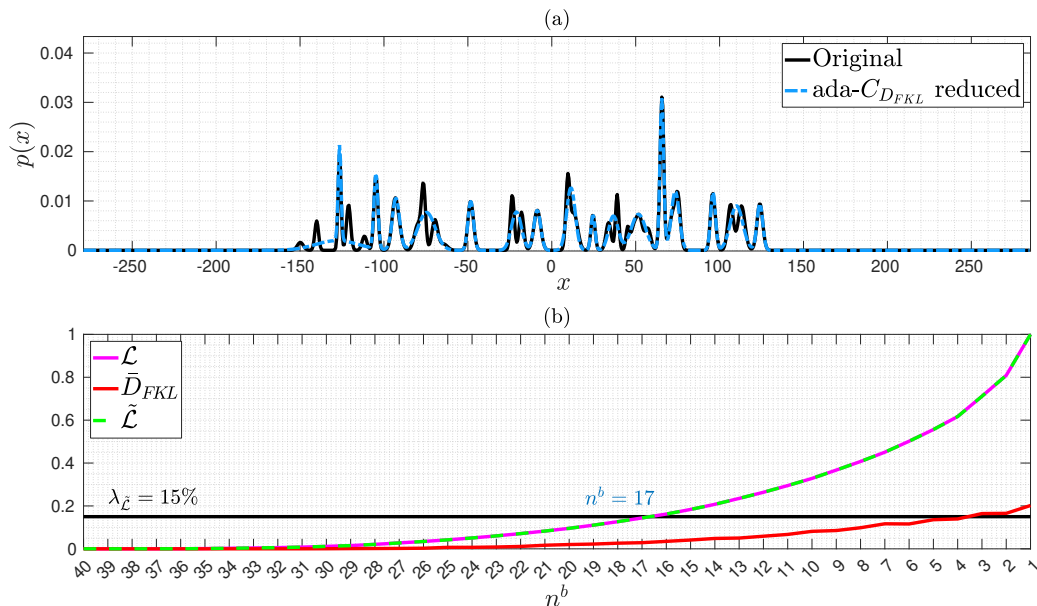 (a)
0.04
0.03
0.02
0.01
0
p(x)
Original
ada-C_{D_{FKL}} reduced
-250 -200 -150 -100 -50 0 50 100 150 200 250
x
(b)
1
0.8
0.6
0.4
0.2
0
ℒ
D̄_{FKL}
ℒ̃
λ_{ℒ̃} = 15%
n^b = 17
40 39 38 37 36 35 34 33 32 31 30 29 28 27 26 25 24 23 22 21 20 19 18 17 16 15 14 13 12 11 10 9 8 7 6 5 4 3 2 1
n^b